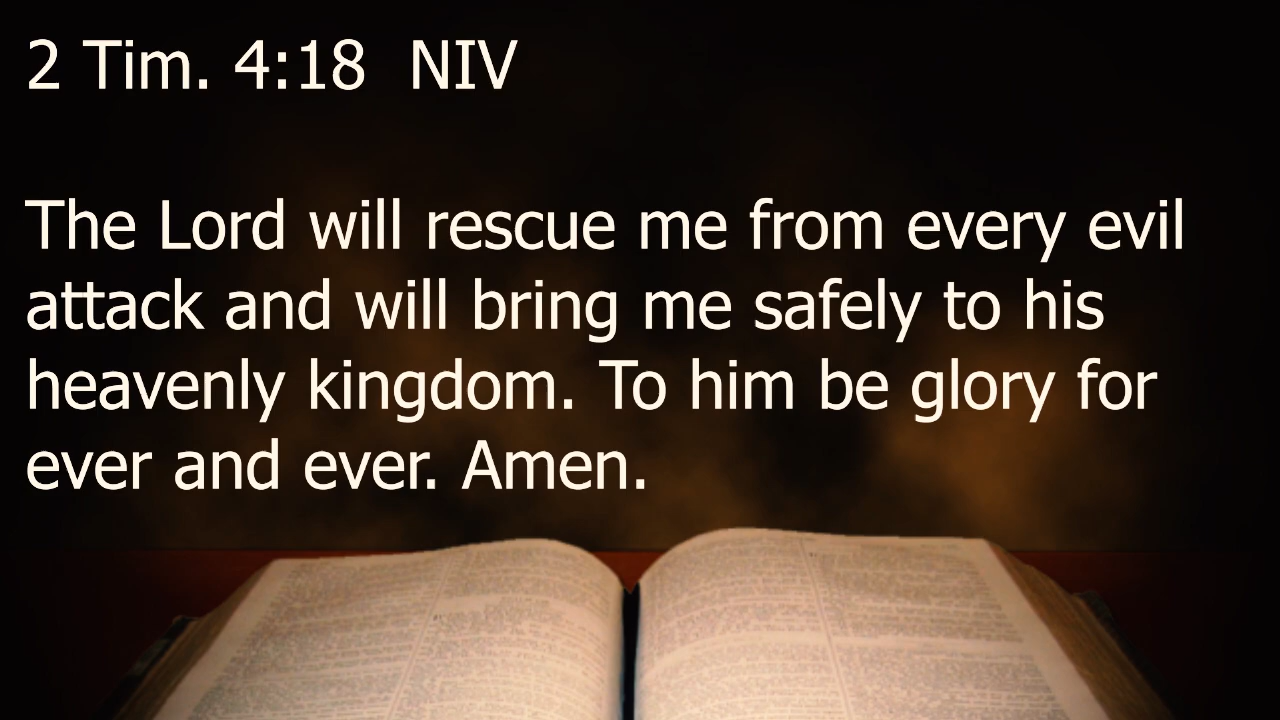 2 Tim. 4:18  NIV
The Lord will rescue me from every evil
attack and will bring me safely to his
heavenly kingdom. To him be glory for
ever and ever. Amen.